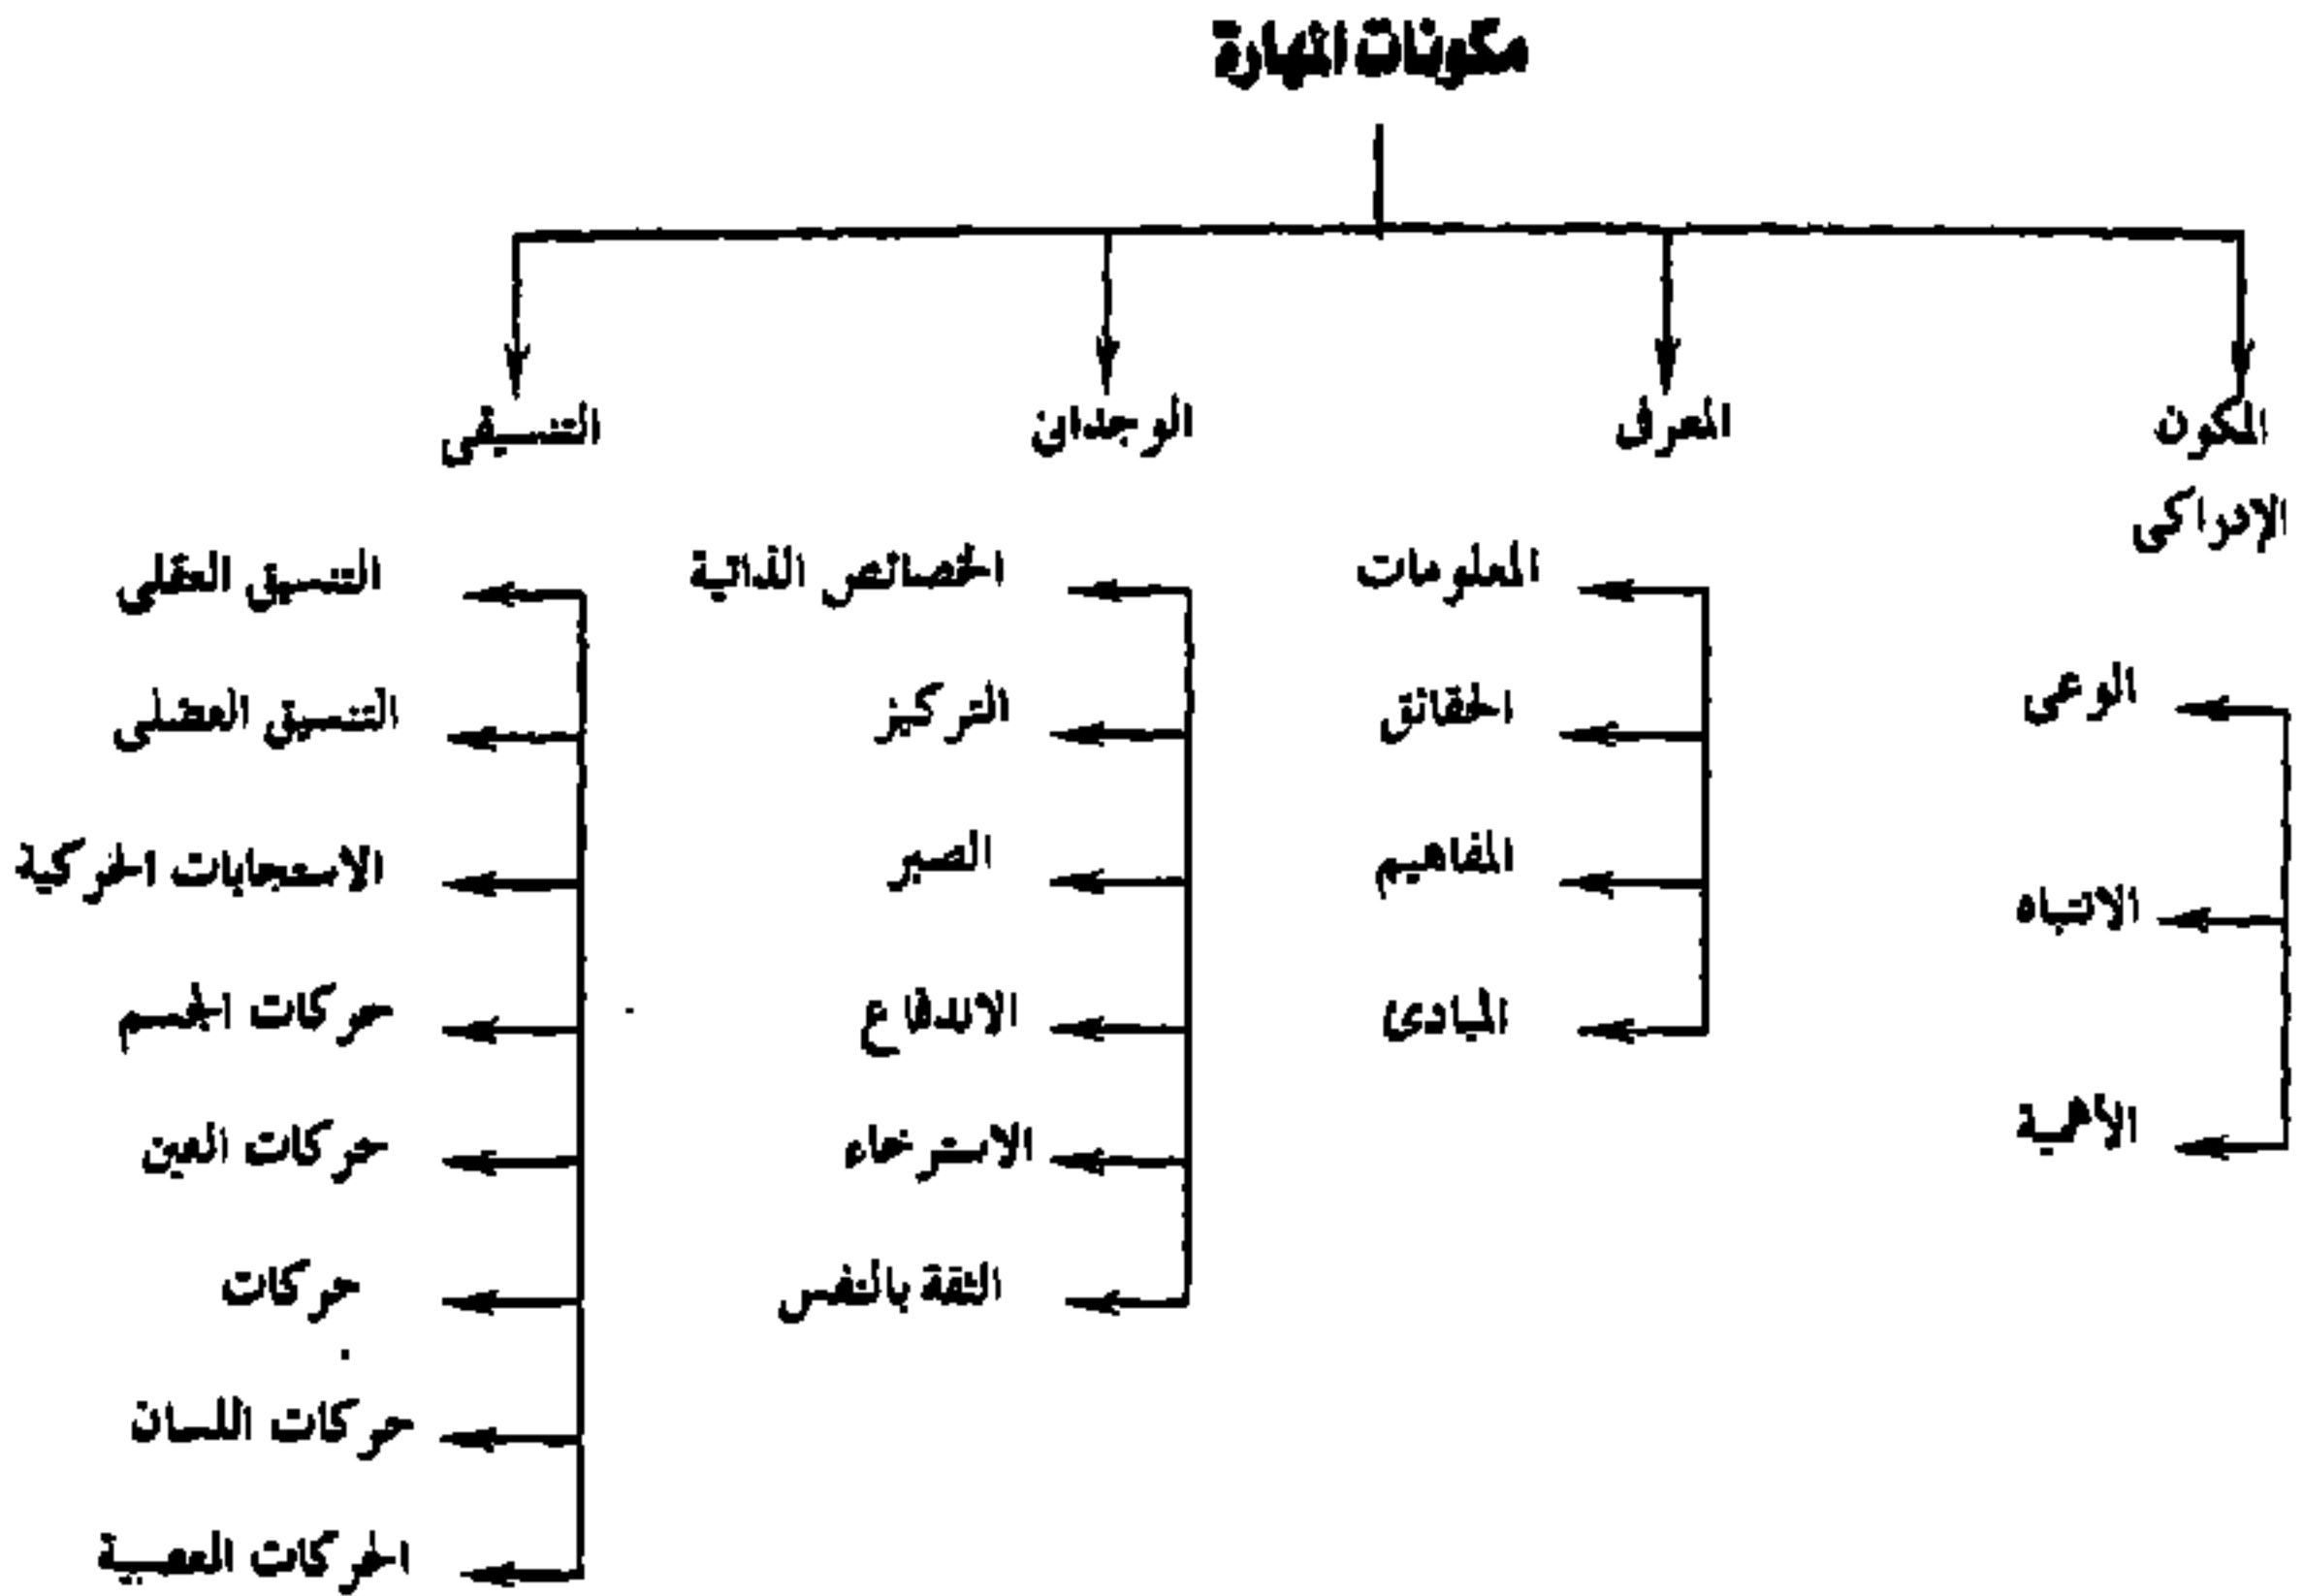 مكونات المهارة
المكون
الإدراكى
المعرفى
الوجدان
التنسيقى
الوعى
الانتباه
الأهمية
المعلومات
الحقائق
المفاهيم
المبادئ
الخصائص الذاتية
التركيز
الصبر
الاندفاع
الاسترخاء
الثقة بالنفس
التنسيق العقلى
التنسيق العضلى
الاستجابات الحركية
حركات الجسم
حركات العين
حركات
حركات اللسان
الحركات العصبية